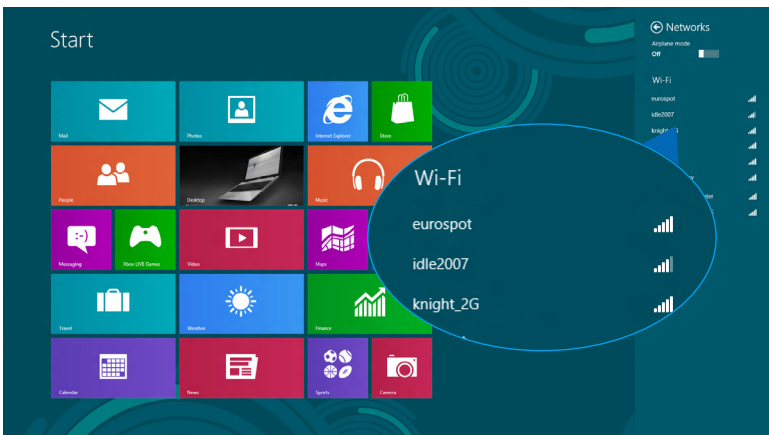 Start
Mail
Photos
Internet Explorer
Store
People
Desktop
Music
Messaging
Xbox LIVE Games
Video
Maps
Travel
Weather
Finance
Calendar
News
Sports
Camera
Networks
Airplane mode
Off
Wi-Fi
eurospot
idle2007
Wi-Fi
eurospot
idle2007
knight_2G